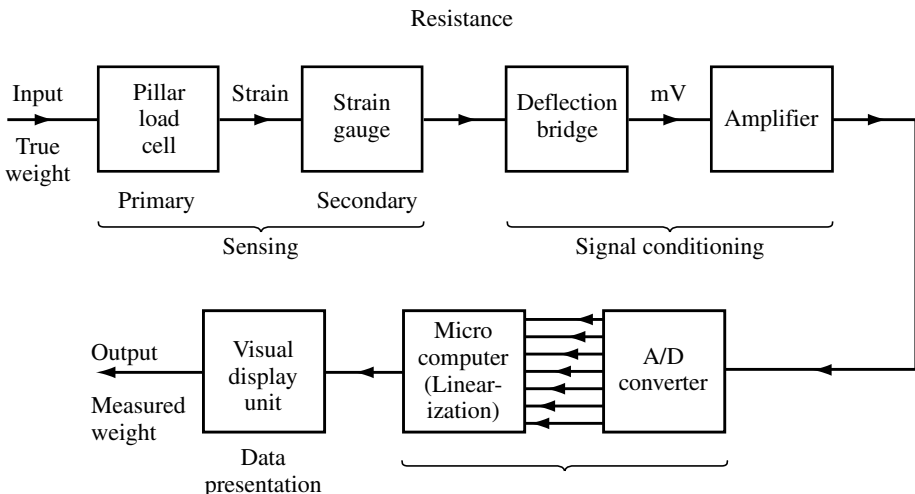 Resistance
Input
True
weight
Pillar
load
cell
Strain
Strain
gauge
Deflection
bridge
mV
Amplifier
Primary
Secondary
Sensing
Signal conditioning
Output
Measured
weight
Visual
display
unit
Micro
computer
(Linear-
ization)
A/D
converter
Data
presentation